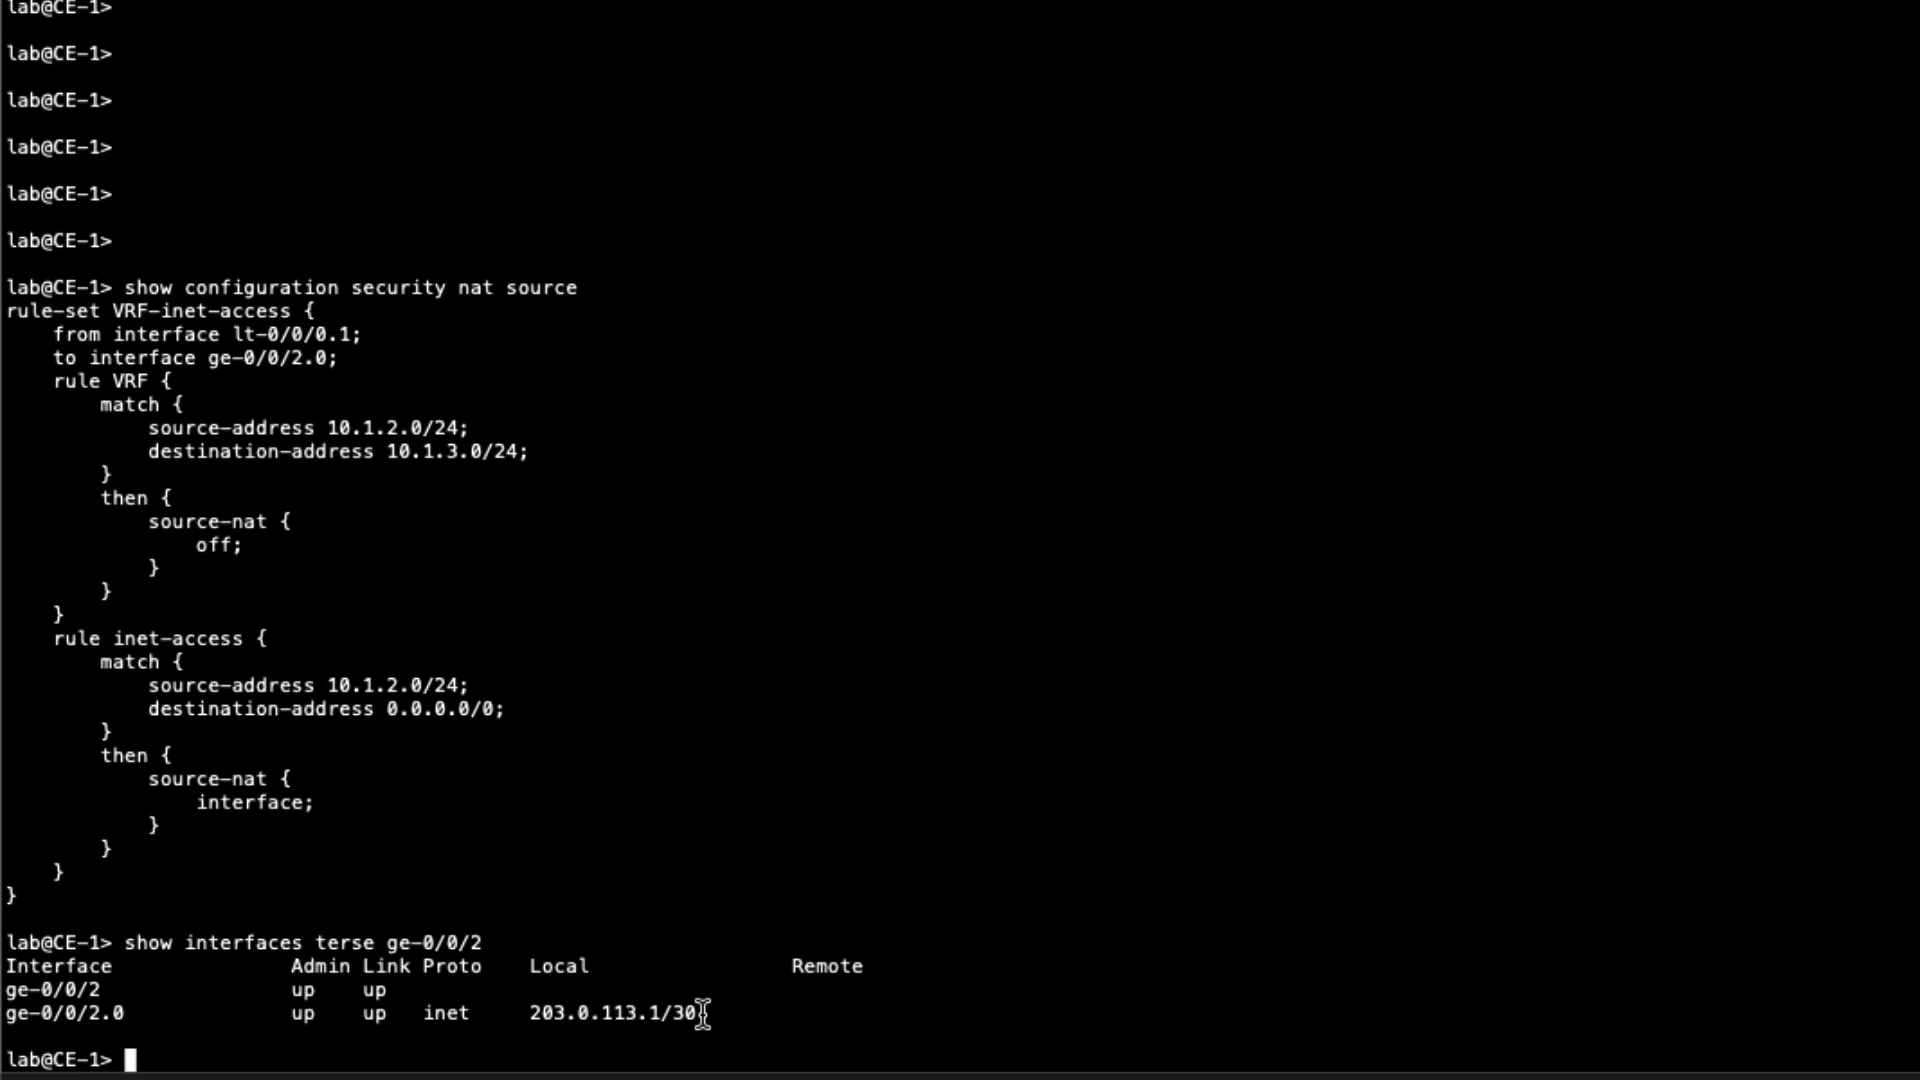 lab@CE-1>
lab@CE-1>
lab@CE-1>
lab@CE-1>
lab@CE-1>
lab@CE-1>
lab@CE-1> show configuration security nat source
rule-set VRF-inet-access {
    from interface lt-0/0/0.1;
    to interface ge-0/0/2.0;
    rule VRF {
        match {
            source-address 10.1.2.0/24;
            destination-address 10.1.3.0/24;
        }
        then {
            source-nat {
                off;
            }
        }
    }
    rule inet-access {
        match {
            source-address 10.1.2.0/24;
            destination-address 0.0.0.0/0;
        }
        then {
            source-nat {
                interface;
            }
        }
    }
}
lab@CE-1> show interfaces terse ge-0/0/2
Interface               Admin Link Proto    Local                 Remote
ge-0/0/2                up    up
ge-0/0/2.0              up    up   inet     203.0.113.1/30
lab@CE-1>